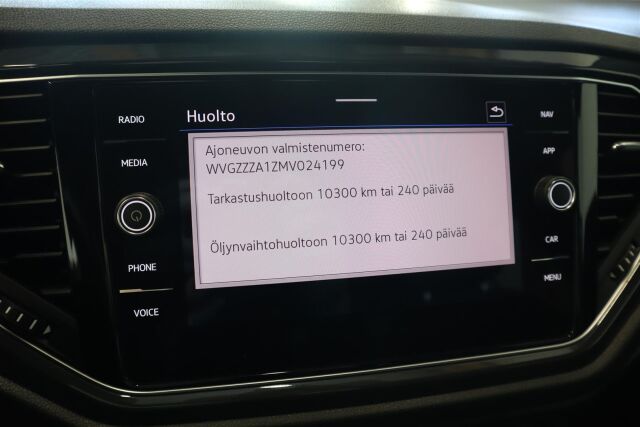 RADIO
MEDIA
PHONE
VOICE
Huolto
Ajoneuvon valmistenumero:
WVGZZZA1ZMV024199
Tarkastushuoltoon 10300 km tai 240 päivää
Öljynvaihtohuoltoon 10300 km tai 240 päivää
NAV
APP
CAR
MENU